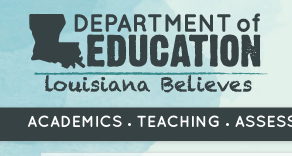 DEPARTMENT of
EDUCATION
Louisiana Believes
ACADEMICS • TEACHING • ASSESS